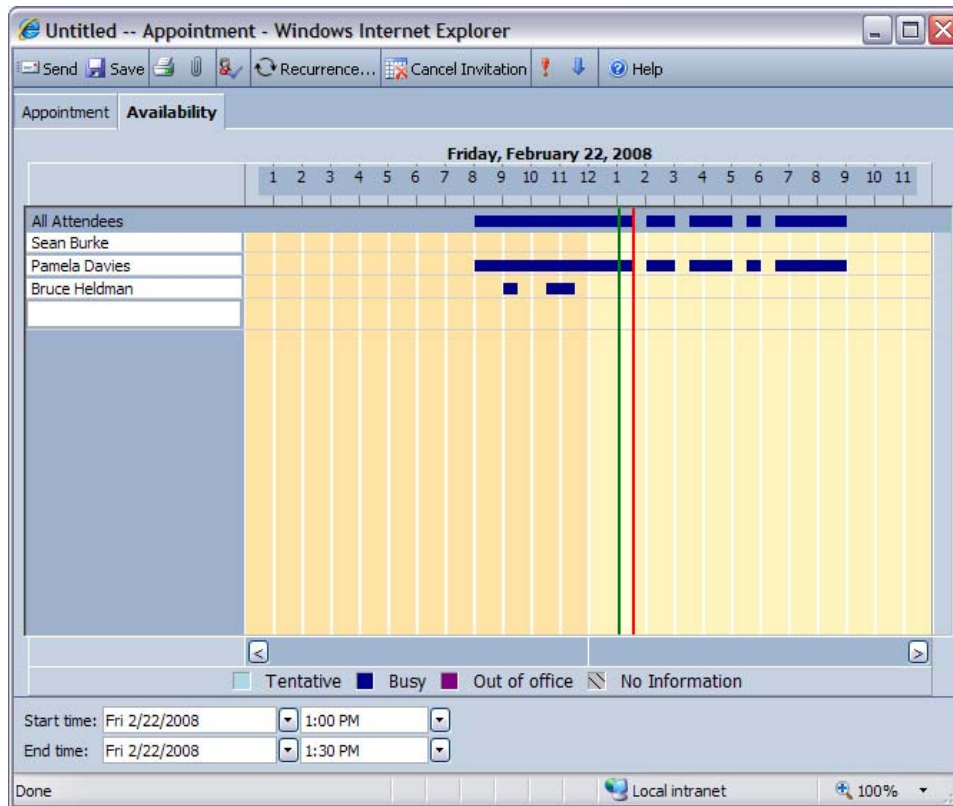 Untitled -- Appointment - Windows Internet Explorer
Send Save Recurrence... Cancel Invitation Help
Appointment Availability
Friday, February 22, 2008
1 2 3 4 5 6 7 8 9 10 11 12 1 2 3 4 5 6 7 8 9 10 11
All Attendees
Sean Burke
Pamela Davies
Bruce Heldman
< >
Tentative Busy Out of office No Information
Start time: Fri 2/22/2008 1:00 PM
End time: Fri 2/22/2008 1:30 PM
Done Local intranet 100%